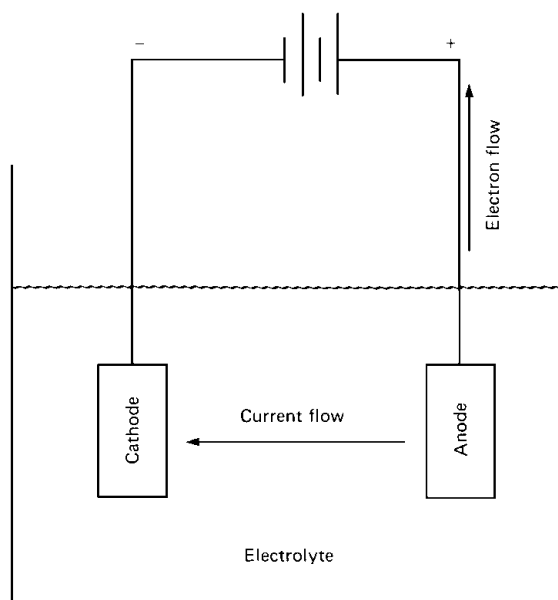 −
+
Electron flow
Cathode
Current flow
Anode
Electrolyte